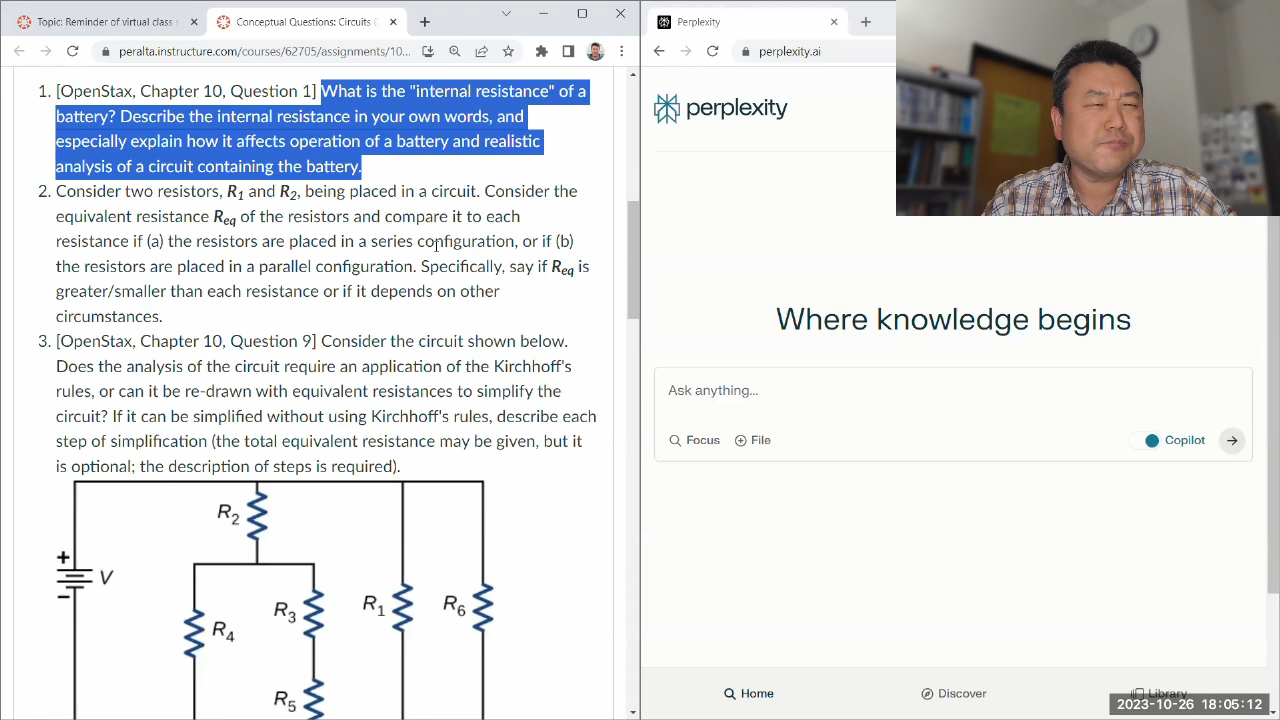 Topic: Reminder of virtual class s
Conceptual Questions: Circuits (
peralta.instructure.com/courses/62705/assignments/10...
1. [OpenStax, Chapter 10, Question 1] What is the "internal resistance" of a
battery? Describe the internal resistance in your own words, and
especially explain how it affects operation of a battery and realistic
analysis of a circuit containing the battery.
2. Consider two resistors, R1 and R2, being placed in a circuit. Consider the
equivalent resistance Req of the resistors and compare it to each
resistance if (a) the resistors are placed in a series configuration, or if (b)
the resistors are placed in a parallel configuration. Specifically, say if Req is
greater/smaller than each resistance or if it depends on other
circumstances.
3. [OpenStax, Chapter 10, Question 9] Consider the circuit shown below.
Does the analysis of the circuit require an application of the Kirchhoff's
rules, or can it be re-drawn with equivalent resistances to simplify the
circuit? If it can be simplified without using Kirchhoff's rules, describe each
step of simplification (the total equivalent resistance may be given, but it
is optional; the description of steps is required).
R2
+
V
−
R3
R1
R6
R4
R5
Perplexity
perplexity.ai
perplexity
Where knowledge begins
Ask anything...
Focus
File
Copilot
Home
Discover
Library
2023-10-26 18:05:12